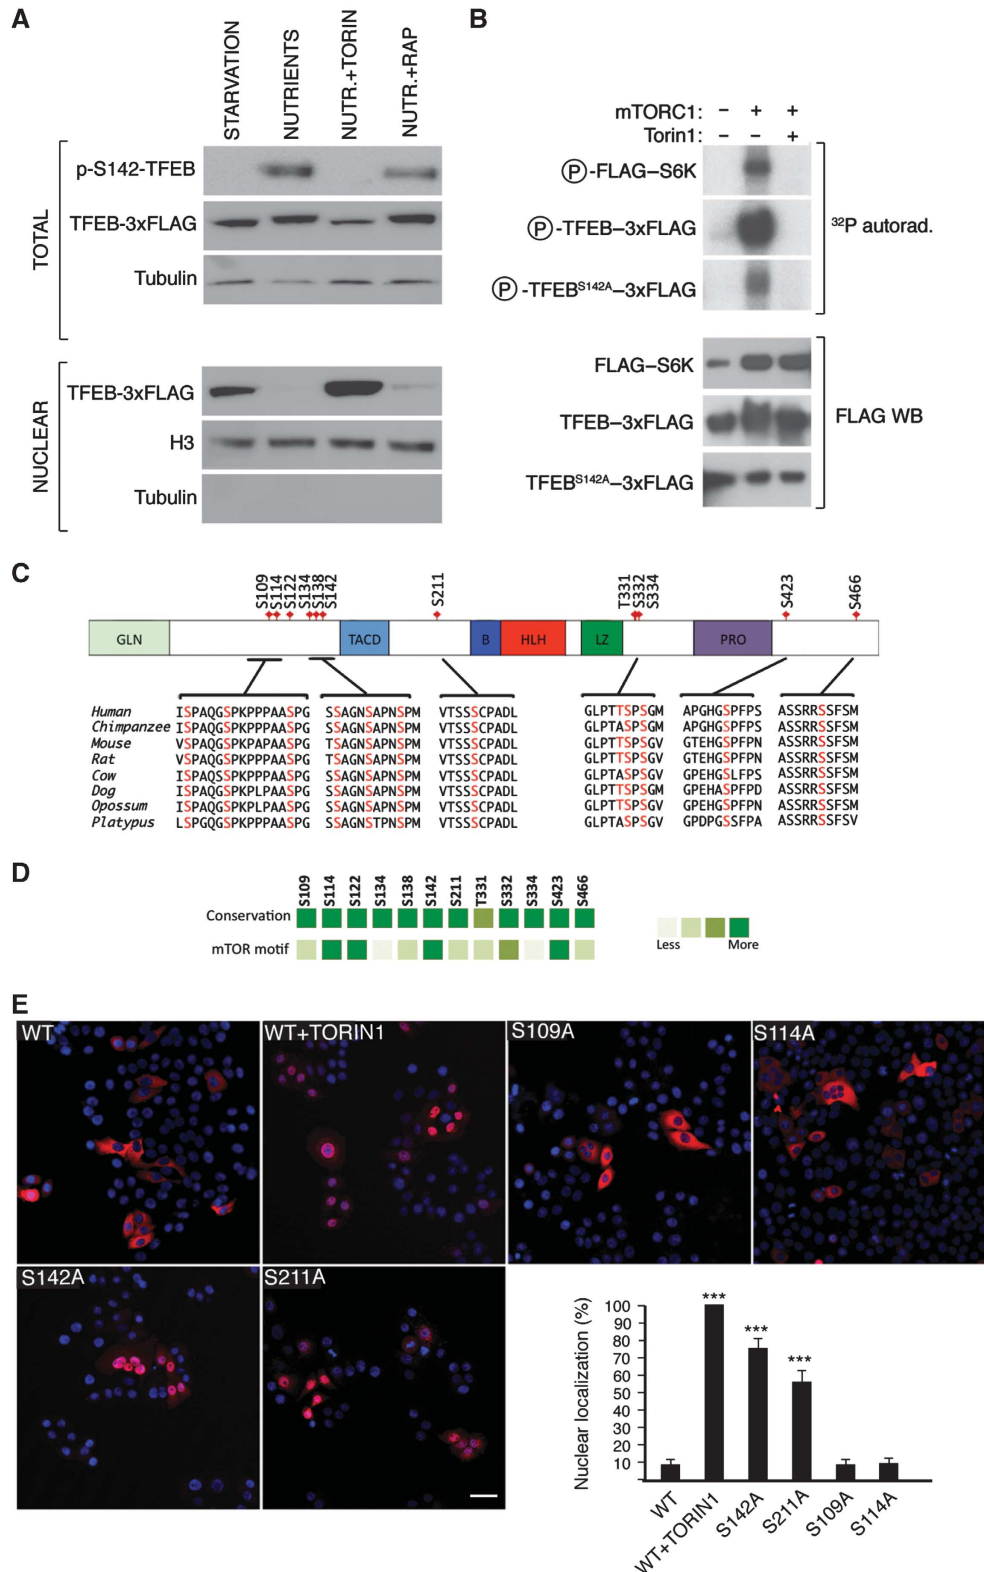 A
STARVATION
NUTRIENTS
NUTR.+TORIN
NUTR.+RAP
TOTAL
p-S142-TFEB
TFEB-3xFLAG
Tubulin
NUCLEAR
TFEB-3xFLAG
H3
Tubulin
B
mTORC1: – + +
Torin1: – – +
Ⓟ-FLAG–S6K
Ⓟ-TFEB–3xFLAG
Ⓟ-TFEBS142A–3xFLAG
32P autorad.
FLAG–S6K
TFEB–3xFLAG
TFEBS142A–3xFLAG
FLAG WB
C
S109 S114 S122 S134 S138 S142 S211 T331 S332 S334 S423 S466
GLN TACD B HLH LZ PRO
Human ISPAQGSPKPPPAASPG SSAGNSAPNSPM VTSSSCPADL GLPTTSPSGM APGHGSPFPS ASSRRSSFSM
Chimpanzee ISPAQGSPKPPPAASPG SSAGNSAPNSPM VTSSSCPADL GLPTASPSGM APGHGSPFPS ASSRRSSFSM
Mouse VSPAQGSPKPAPAASPG TSAGNSAPNSPM VTSSSCPADL GLPTTSPSGV GTEHGSPFPN ASSRRSSFSM
Rat VSPAQGSPKPPPAASPG TSAGNSAPNSPM VTSSSCPADL GLPTTSPSGV GTEHGSPFPN ASSRRSSFSM
Cow ISPAQSSPKPPPAASPG SSAGNSAPNSPM VTSSSCPADL GLPTASPSGV GPEHGSLFPS ASSRRSSFSM
Dog ISPAQGSPKPLPAASPG SSAGNSAPNSPM VTSSSCPADL GLPTTSPSGM GPEHASPFPD ASSRRSSFSM
Opossum ISPAQGSPKPLPAASPG SSAGNSAPNSPM VTSSSCPADL GLPTTSPSGV GPEHGSPFPN ASSRRSSFSM
Platypus LSPGQGSPKPPPAASPG SSAGNSTPNSPM VTSSSCPADL GLPTASPSGV GPDPGSSFPA ASSRRSSFSV
D
S109 S114 S122 S134 S138 S142 S211 T331 S332 S334 S423 S466
Conservation
mTOR motif
Less More
E
WT
WT+TORIN1
S109A
S114A
S142A
S211A
Nuclear localization (%)
100
90
80
70
60
50
40
30
20
10
***
***
***
WT
WT+TORIN1
S142A
S211A
S109A
S114A